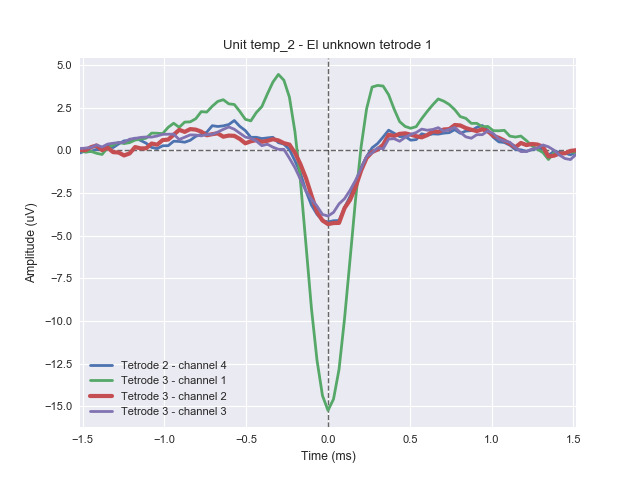 Unit temp_2 - El unknown tetrode 1
Amplitude (uV)
5.0
2.5
0.0
−2.5
−5.0
−7.5
−10.0
−12.5
−15.0
Tetrode 2 - channel 4
Tetrode 3 - channel 1
Tetrode 3 - channel 2
Tetrode 3 - channel 3
−1.5 −1.0 −0.5 0.0 0.5 1.0 1.5
Time (ms)